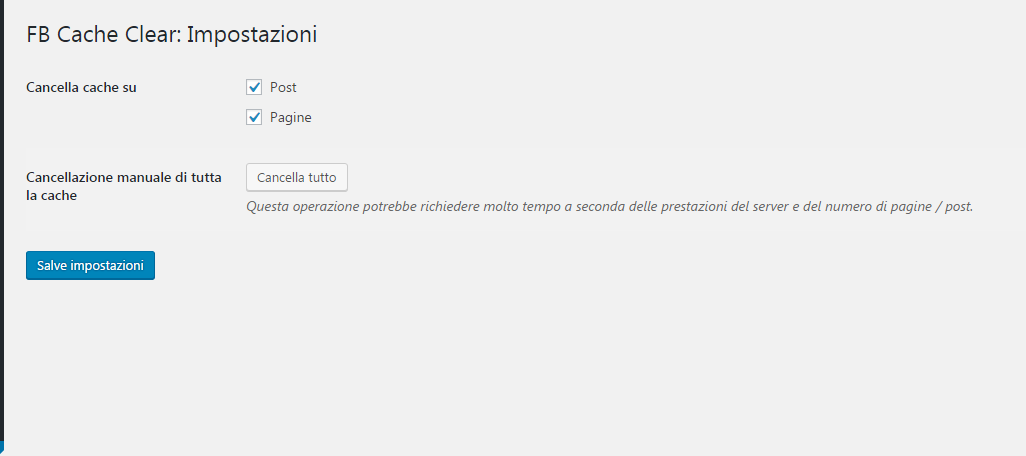 FB Cache Clear: Impostazioni
Cancella cache su
Post
Pagine
Cancellazione manuale di tutta
la cache
Cancella tutto
Questa operazione potrebbe richiedere molto tempo a seconda delle prestazioni del server e del numero di pagine / post.
Salve impostazioni